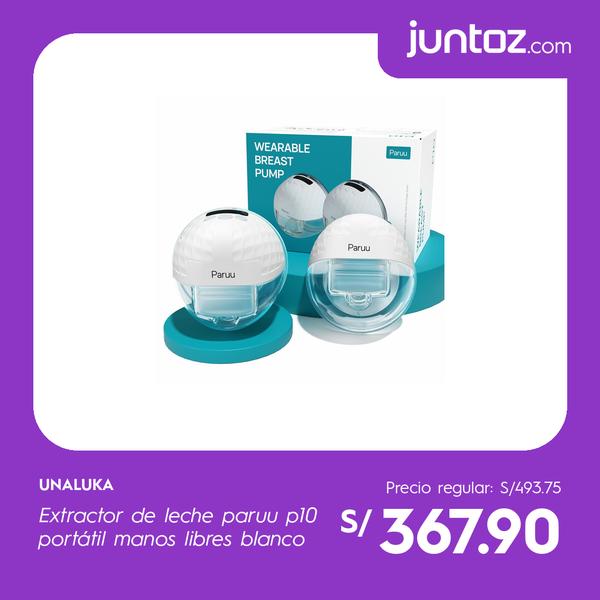 juntoz.com
WEARABLE
BREAST
PUMP
Paruu
Paruu
Paruu
UNALUKA
Extractor de leche paruu p10
portátil manos libres blanco
Precio regular: S/493.75
S/ 367.90